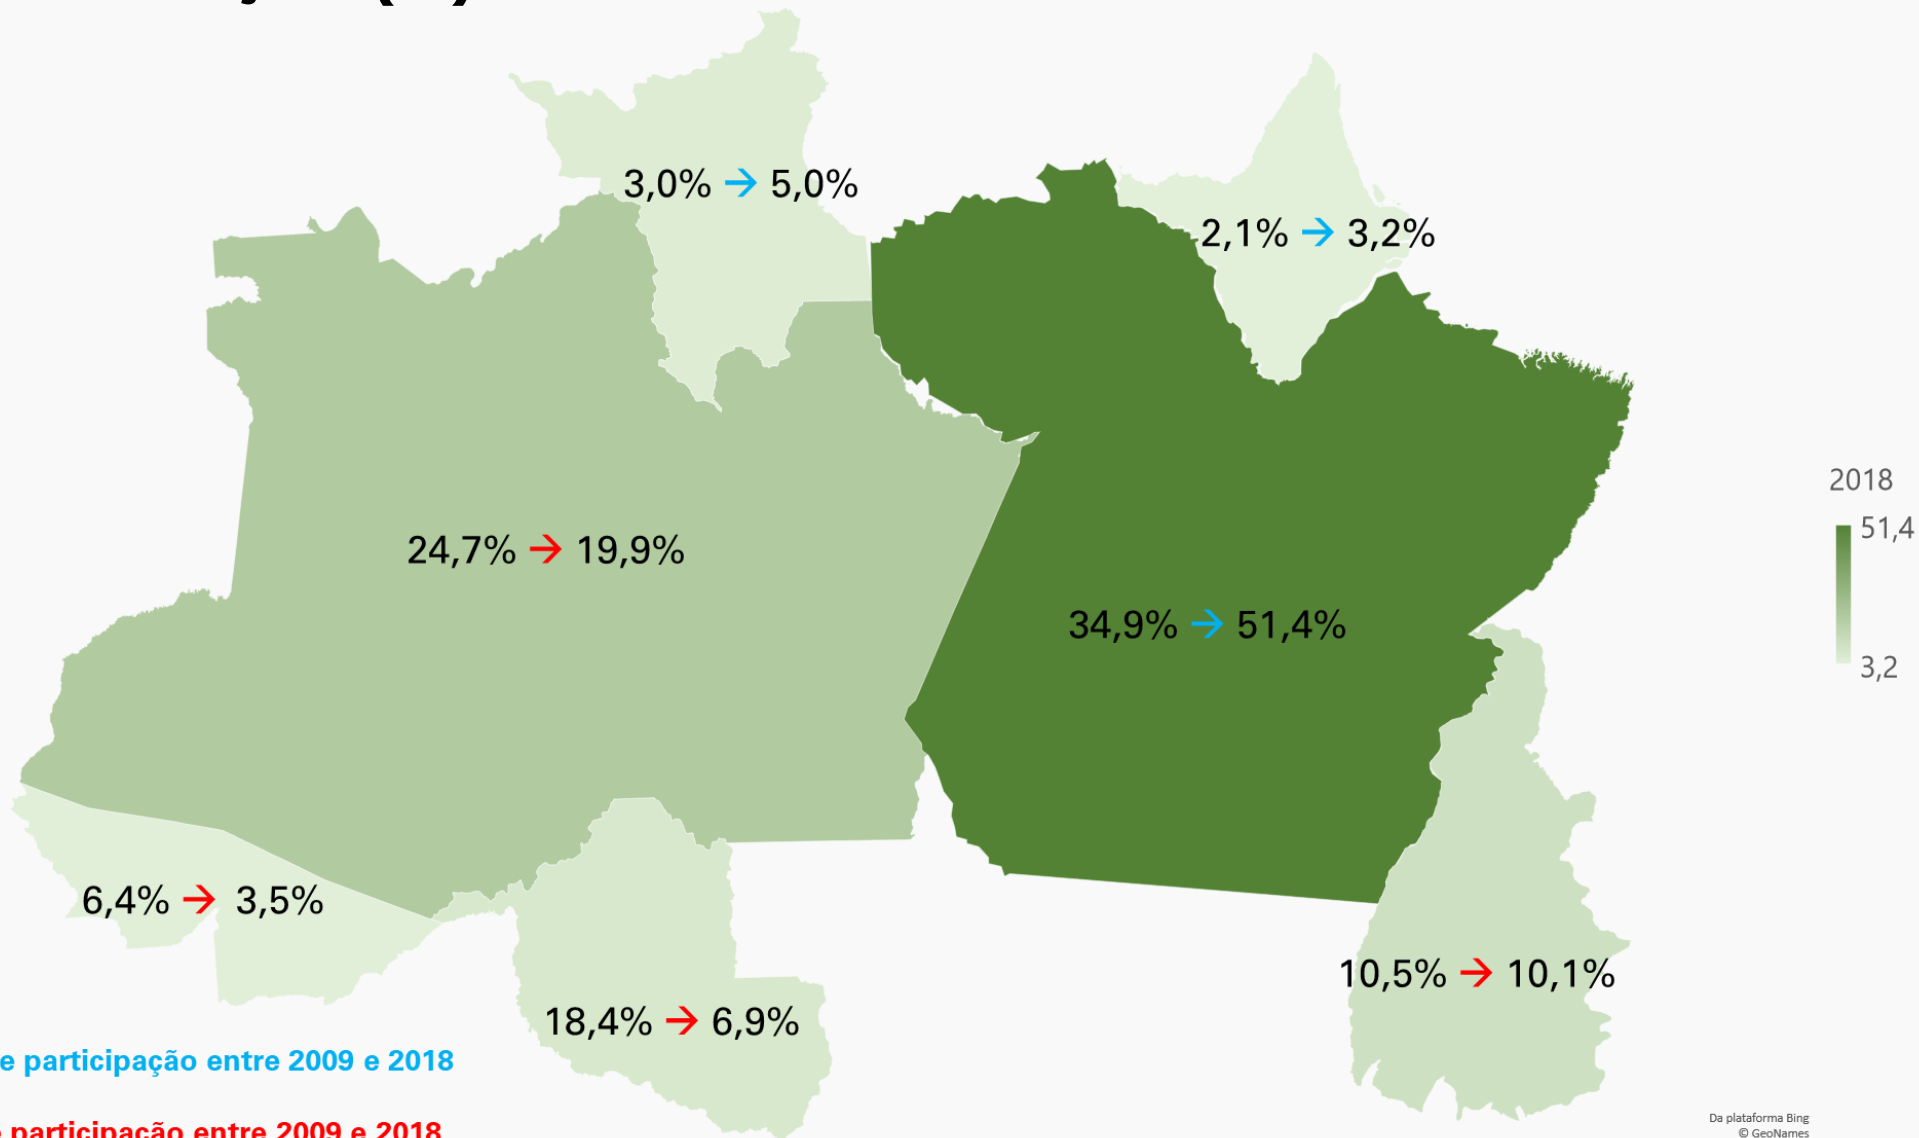 3,0% → 5,0%
2,1% → 3,2%
2018
51,4
3,2
24,7% → 19,9%
34,9% → 51,4%
6,4% → 3,5%
10,5% → 10,1%
18,4% → 6,9%
e participação entre 2009 e 2018
e participação entre 2009 e 2018
Da plataforma Bing
© GeoNames